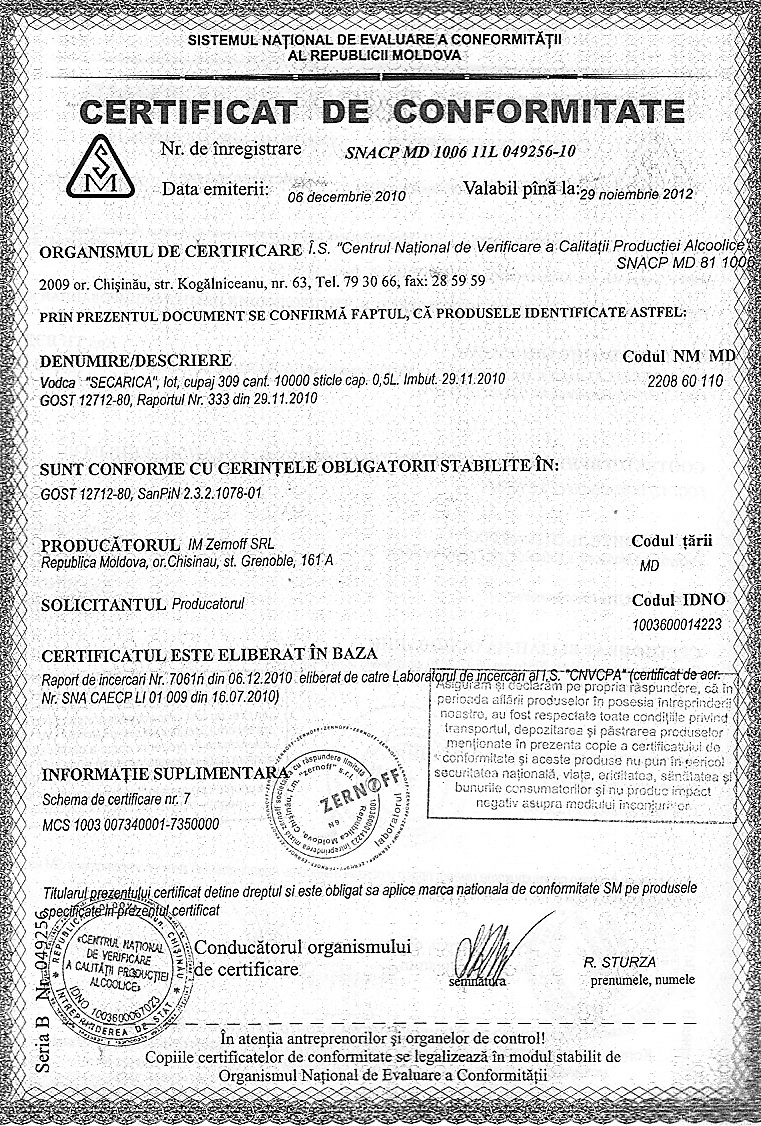 SISTEMUL NAȚIONAL DE EVALUARE A CONFORMITĂȚII
AL REPUBLICII MOLDOVA
CERTIFICAT DE CONFORMITATE
SM
Nr. de înregistrare SNACP MD 1006 11L 049256-10
Data emiterii: 06 decembrie 2010 Valabil pînă la: 29 noiembrie 2012
ORGANISMUL DE CERTIFICARE Î.S. "Centrul Național de Verificare a Calitații Producției Alcoolice"
SNACP MD 81 1006
2009 or. Chișinău, str. Kogălniceanu, nr. 63, Tel. 79 30 66, fax: 28 59 59
PRIN PREZENTUL DOCUMENT SE CONFIRMĂ FAPTUL, CĂ PRODUSELE IDENTIFICATE ASTFEL:
DENUMIRE/DESCRIERE Codul NM MD
Vodca "SECARICA", lot, cupaj 309 cant. 10000 sticle cap. 0,5L. Imbut. 29.11.2010 2208 60 110
GOST 12712-80, Raportul Nr. 333 din 29.11.2010
SUNT CONFORME CU CERINȚELE OBLIGATORII STABILITE ÎN:
GOST 12712-80, SanPiN 2.3.2.1078-01
PRODUCĂTORUL IM Zernoff SRL Codul țării
Republica Moldova, or.Chisinau, st. Grenoble, 161 A MD
SOLICITANTUL Producatorul Codul IDNO
1003600014223
CERTIFICATUL ESTE ELIBERAT ÎN BAZA
Raport de incercari Nr. 7061n din 06.12.2010 eliberat de catre Laboratorul de incercari al I.S. "CNVCPA" (certificat de acr.
Nr. SNA CAECP LI 01 009 din 16.07.2010)
Asigurăm și declarăm pe propria răspundere, că în
perioada aflării produselor în posesia întreprinderii
noastre, au fost respectate toate condițiile privind
transportul, depozitarea și păstrarea produselor
menționate în prezenta copie a certificatului de
conformitate și aceste produse nu pun în pericol
securitatea națională, viața, ereditatea, sănătatea și
bunurile consumatorilor și nu produc impact
negativ asupra mediului inconjurator
INFORMAȚIE SUPLIMENTARĂ
Schema de certificare nr. 7
MCS 1003 007340001-7350000
ZERNOFF
laboratorul
Titularul prezentului certificat detine dreptul si este obligat sa aplice marca nationala de conformitate SM pe produsele
specificate în prezentul certificat
«CENTRUL NAȚIONAL
DE VERIFICARE
A CALITĂȚII PRODUCȚIEI
ALCOOLICE»
IDNO 1003600067023
ÎNTREPRINDEREA DE STAT
Conducătorul organismului
de certificare
semnatura
R. STURZA
prenumele, numele
Seria B Nr. 049256
În atenția antreprenorilor și organelor de control!
Copiile certificatelor de conformitate se legalizează în modul stabilit de
Organismul Național de Evaluare a Conformității